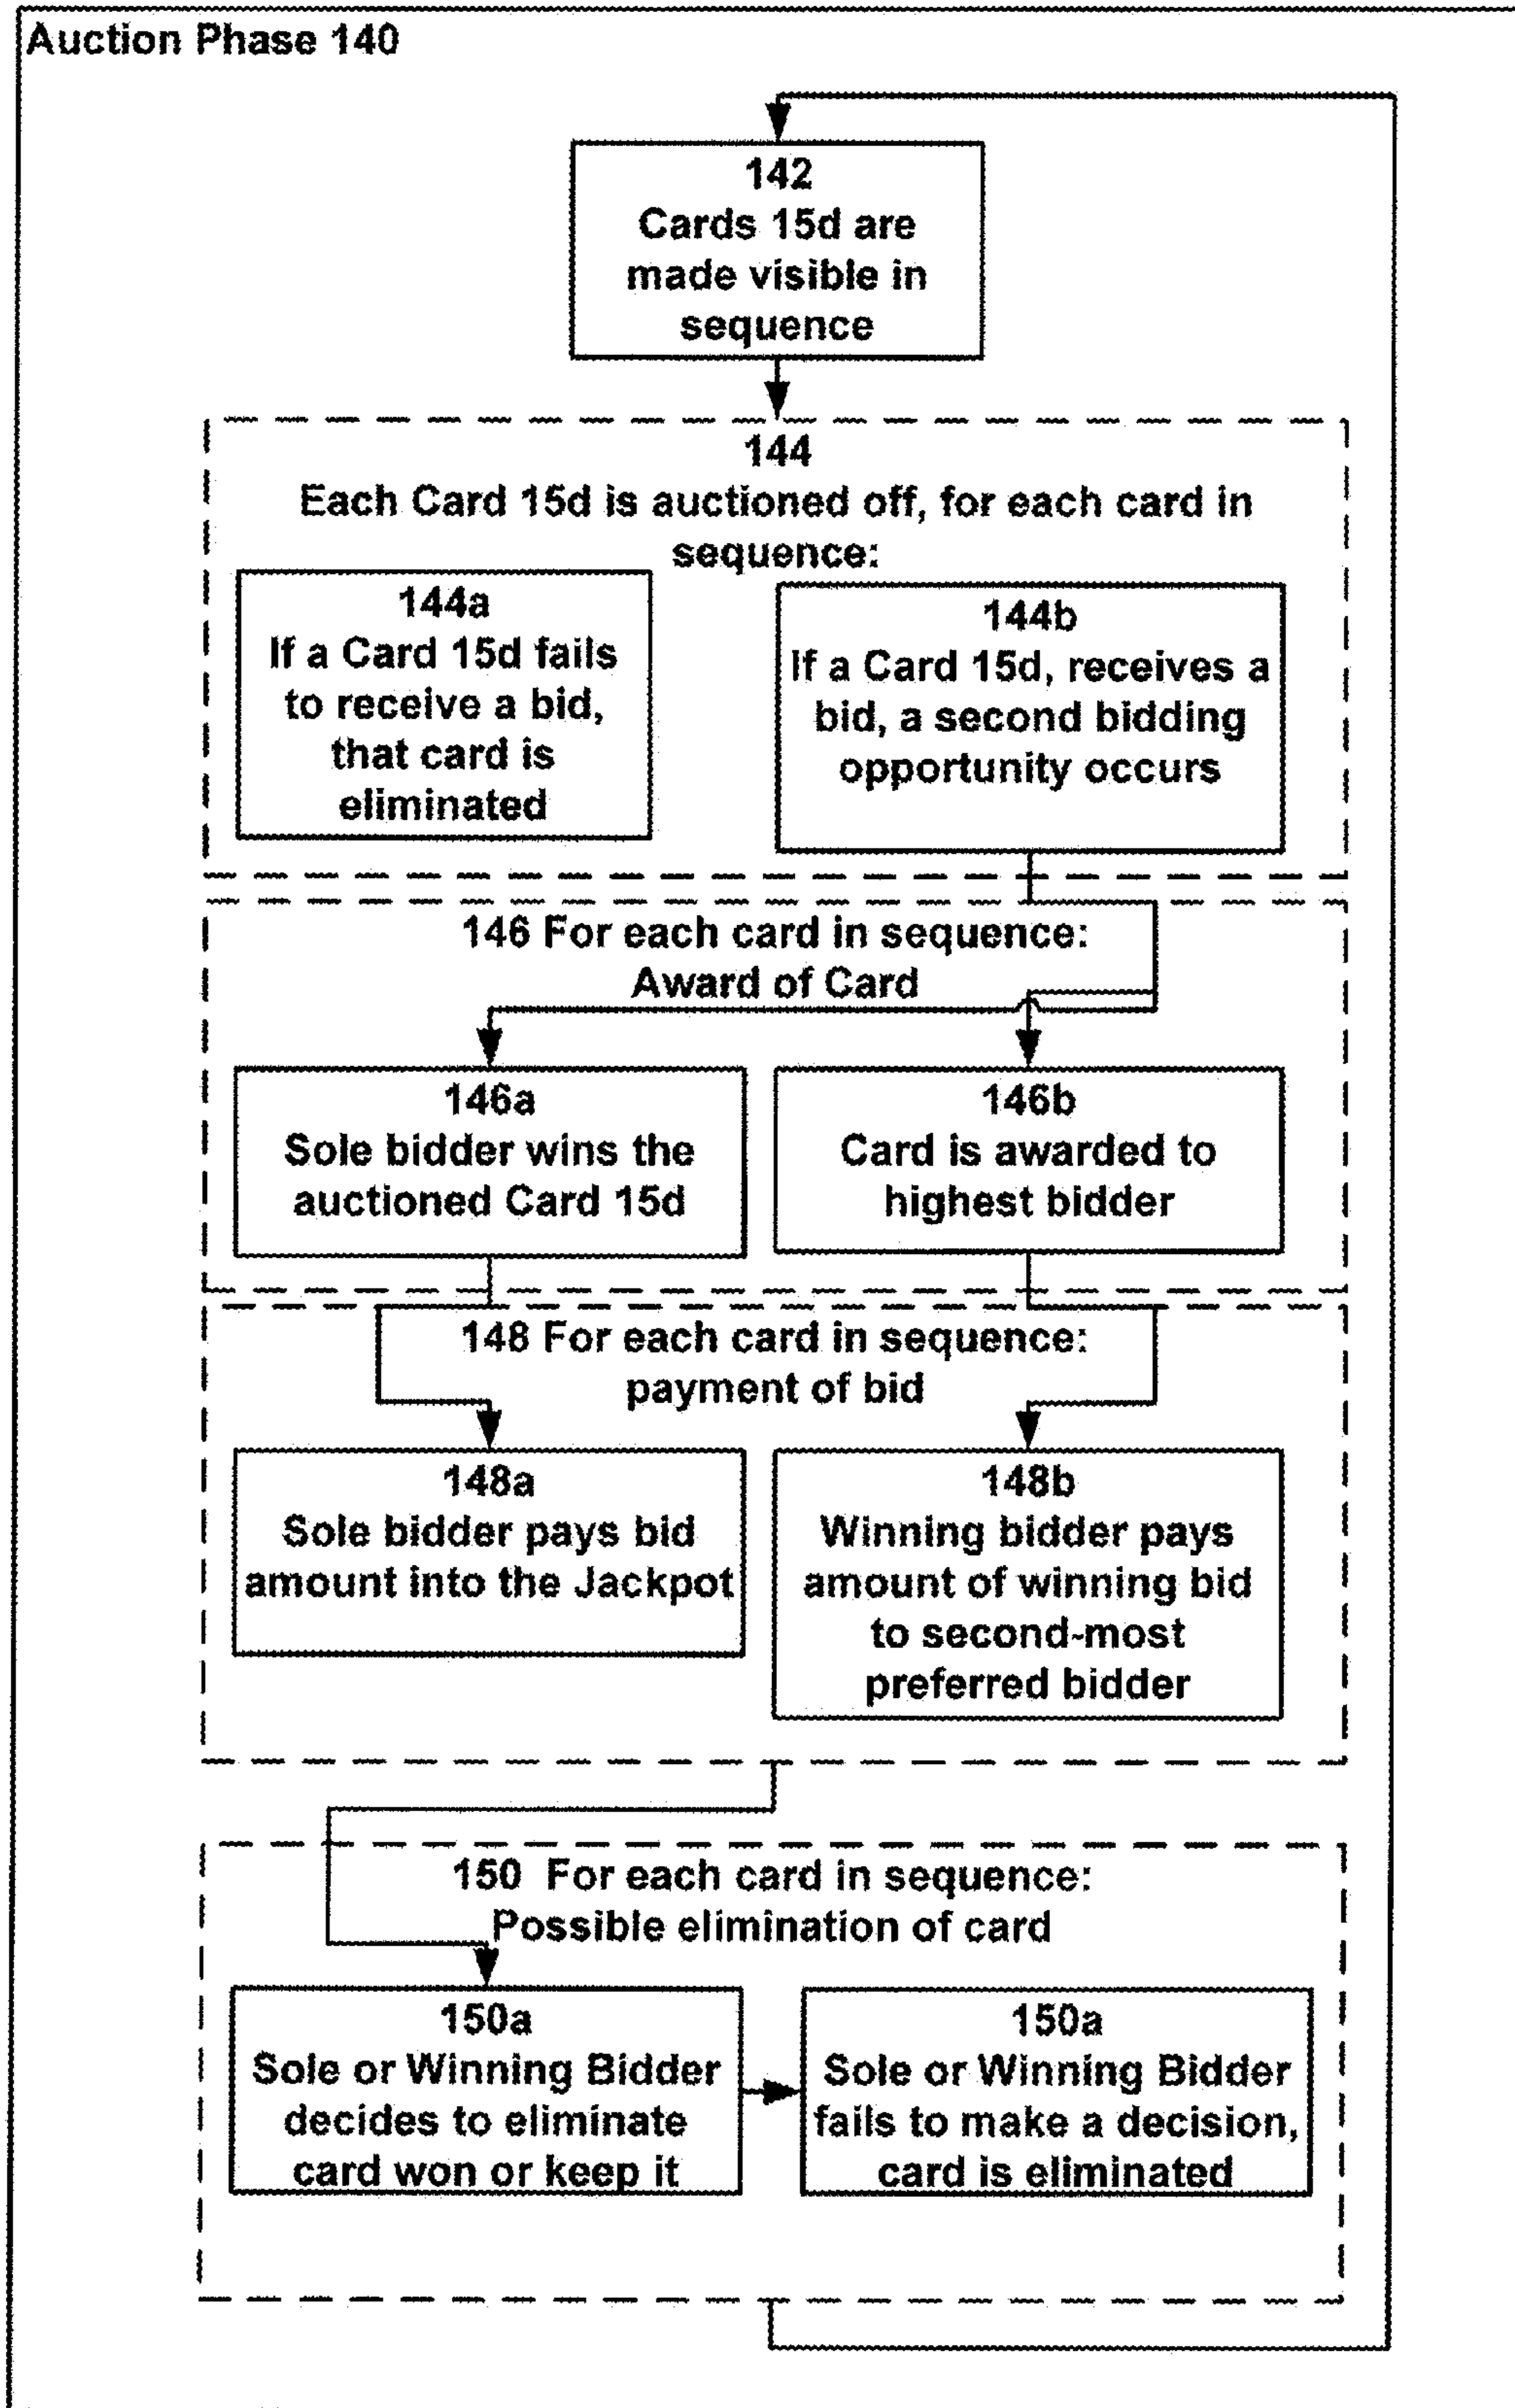 Auction Phase 140
142
Cards 15d are
made visible in
sequence
144
Each Card 15d is auctioned off, for each card in
sequence:
144a
If a Card 15d fails
to receive a bid,
that card is
eliminated
144b
If a Card 15d, receives a
bid, a second bidding
opportunity occurs
146 For each card in sequence:
Award of Card
146a
Sole bidder wins the
auctioned Card 15d
146b
Card is awarded to
highest bidder
148 For each card in sequence:
payment of bid
148a
Sole bidder pays bid
amount into the Jackpot
148b
Winning bidder pays
amount of winning bid
to second-most
preferred bidder
150 For each card in sequence:
Possible elimination of card
150a
Sole or Winning Bidder
decides to eliminate
card won or keep it
150a
Sole or Winning Bidder
fails to make a decision,
card is eliminated